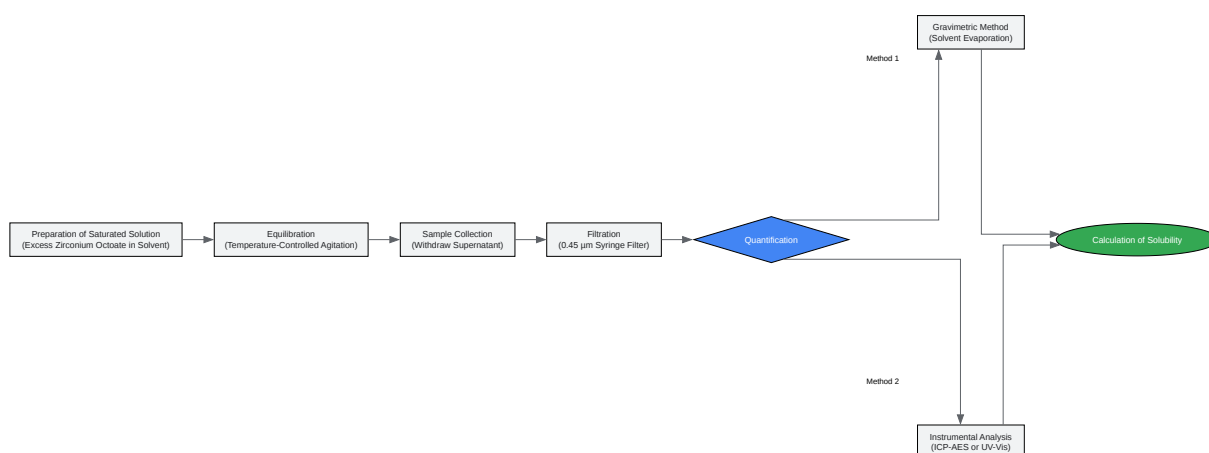 Gravimetric Method
(Solvent Evaporation)
Method 1
Preparation of Saturated Solution
(Excess Zirconium Octoate in Solvent)
Equilibration
(Temperature-Controlled Agitation)
Sample Collection
(Withdraw Supernatant)
Filtration
(0.45 µm Syringe Filter)
Quantification
Calculation of Solubility
Method 2
Instrumental Analysis
(ICP-AES or UV-Vis)